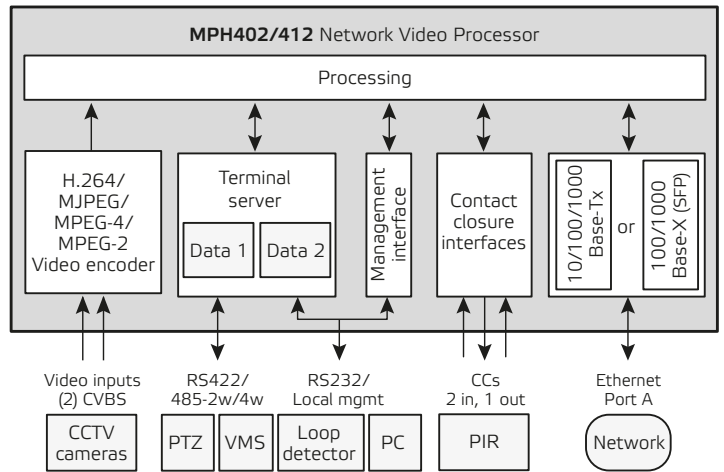 MPH402/412 Network Video Processor
Processing
H.264/
MJPEG/
MPEG-4/
MPEG-2
Video encoder
Terminal
server
Data 1
Data 2
Management
interface
Contact
closure
interfaces
10/100/1000
Base-Tx
or
100/1000
Base-X (SFP)
Video inputs
(2) CVBS
RS422/
485-2w/4w
RS232/
Local mgmt
CCs
2 in, 1 out
Ethernet
Port A
CCTV
cameras
PTZ
VMS
Loop
detector
PC
PIR
Network